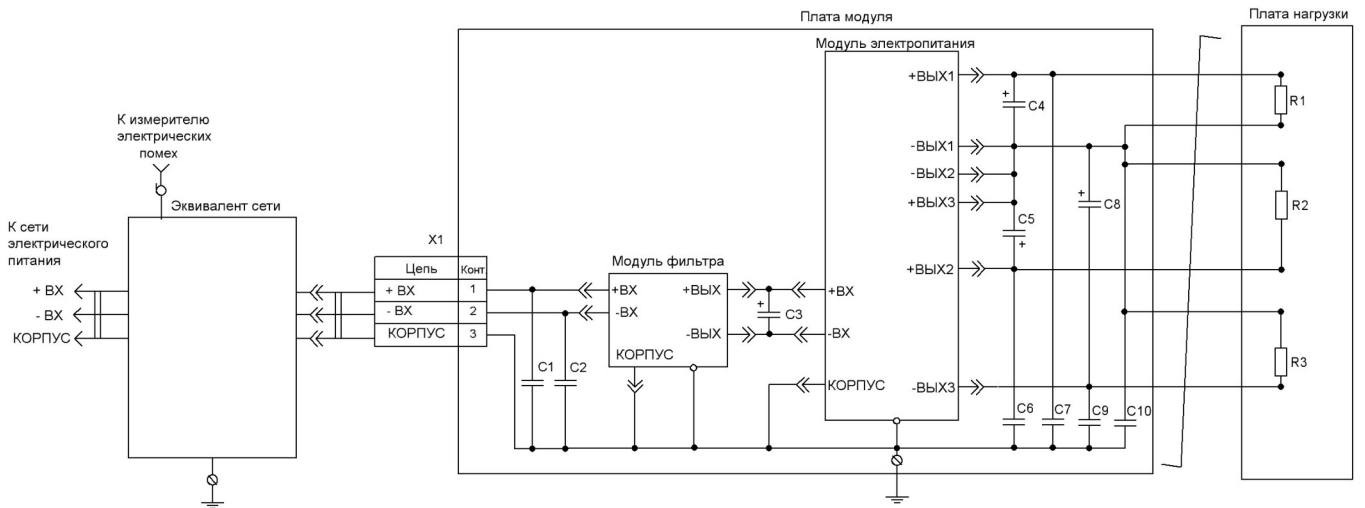 Плата модуля
Плата нагрузки
Модуль электропитания
К измерителю
электрических
помех
Эквивалент сети
К сети
электрического
питания
+ ВХ
- ВХ
КОРПУС
X1
Цепь Конт.
+ ВХ 1
- ВХ 2
КОРПУС 3
C1
C2
Модуль фильтра
+ВХ
-ВХ
+ВЫХ
-ВЫХ
КОРПУС
+
C3
+ВХ
-ВХ
КОРПУС
+ВЫХ1
-ВЫХ1
-ВЫХ2
+ВЫХ3
+ВЫХ2
-ВЫХ3
+
C4
C5
+
+
C8
C6
C7
C9
C10
R1
R2
R3